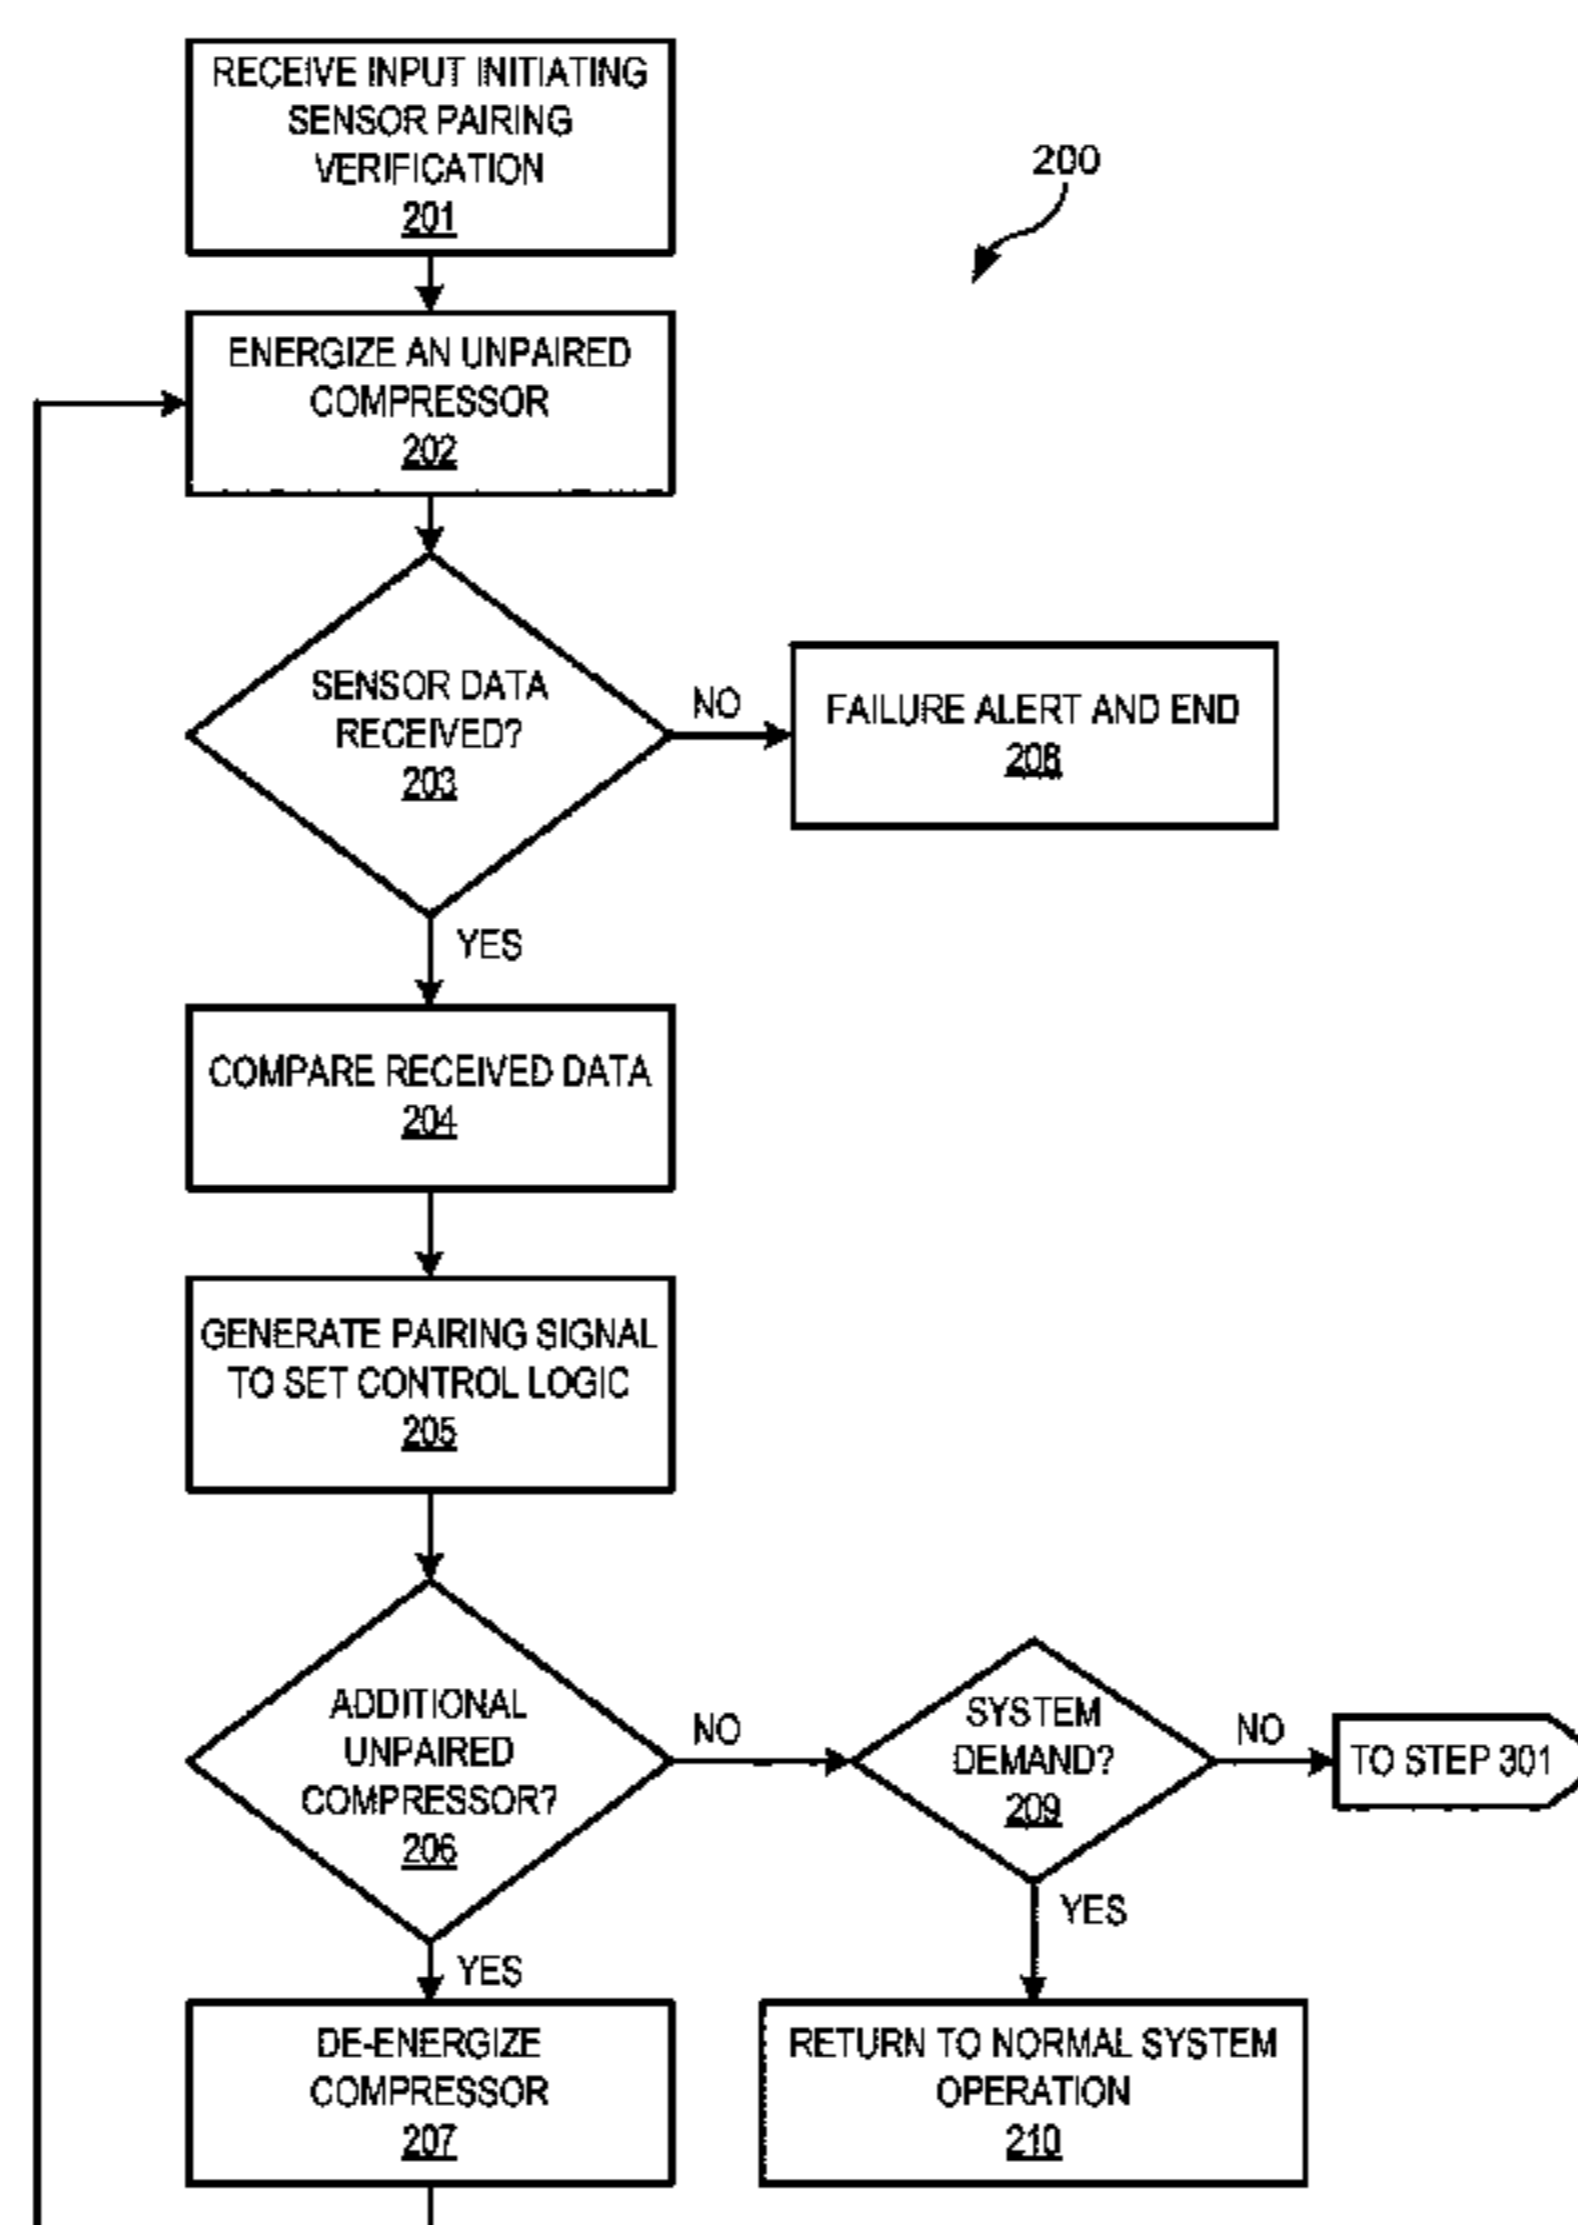 RECEIVE INPUT INITIATING
SENSOR PAIRING
VERIFICATION
201
200
ENERGIZE AN UNPAIRED
COMPRESSOR
202
SENSOR DATA
RECEIVED?
203
NO
FAILURE ALERT AND END
208
YES
COMPARE RECEIVED DATA
204
GENERATE PAIRING SIGNAL
TO SET CONTROL LOGIC
205
ADDITIONAL
UNPAIRED
COMPRESSOR?
206
NO
SYSTEM
DEMAND?
209
NO
TO STEP 301
YES
YES
DE-ENERGIZE
COMPRESSOR
207
RETURN TO NORMAL SYSTEM
OPERATION
210